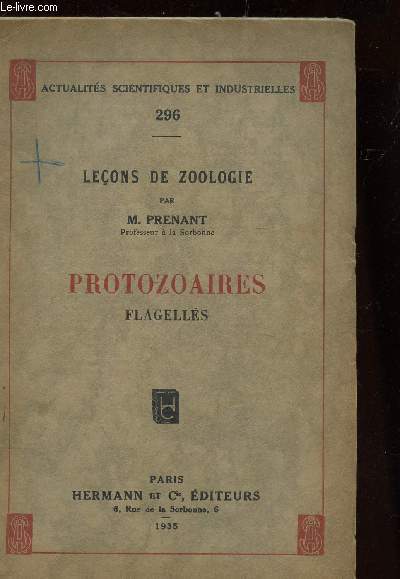 Le-livre.com
ACTUALITÉS SCIENTIFIQUES ET INDUSTRIELLES
296
LEÇONS DE ZOOLOGIE
PAR
M. PRENANT
Professeur à la Sorbonne
PROTOZOAIRES
FLAGELLÉS
HC
PARIS
HERMANN ET Cie, ÉDITEURS
6, Rue de la Sorbonne, 6
1935